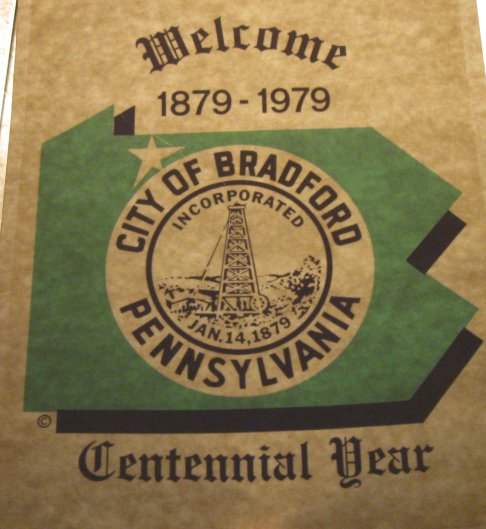 Welcome
1879 - 1979
CITY OF BRADFORD
INCORPORATED
JAN. 14, 1879
PENNSYLVANIA
©
Centennial Year